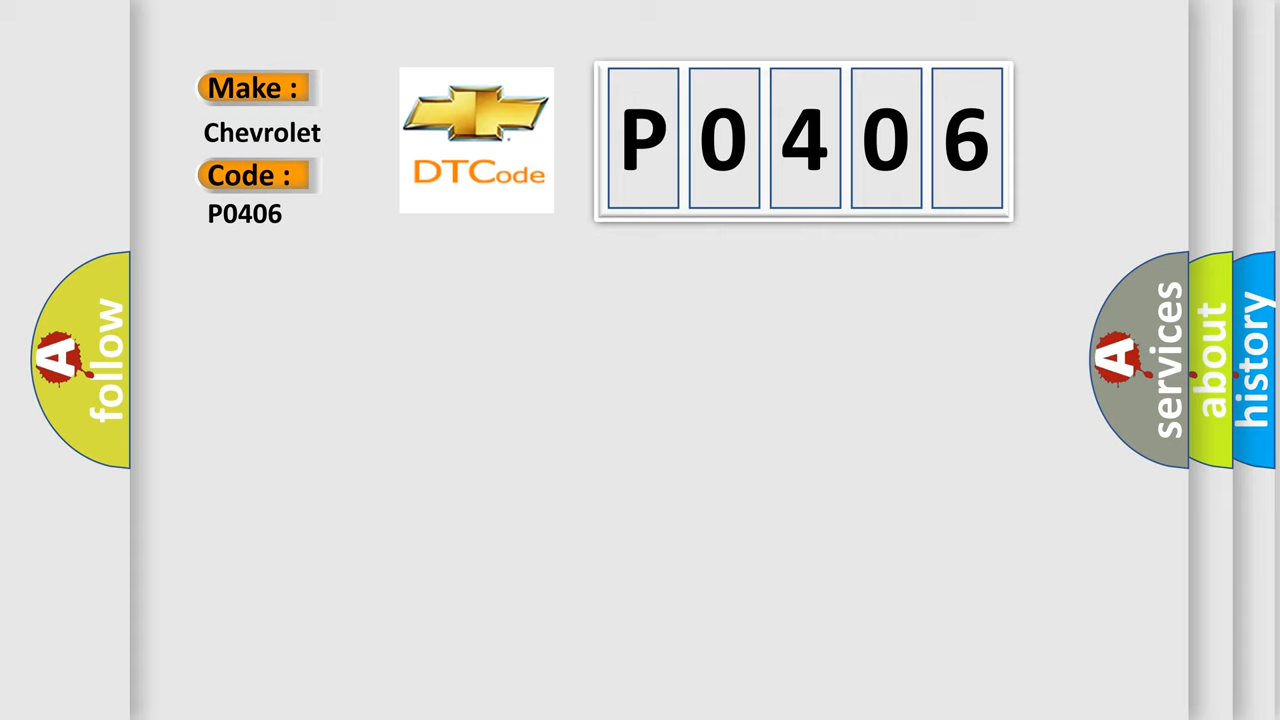 Make :
Chevrolet
Code :
P0406
DTCode
P0406
A follow
A services
about
history